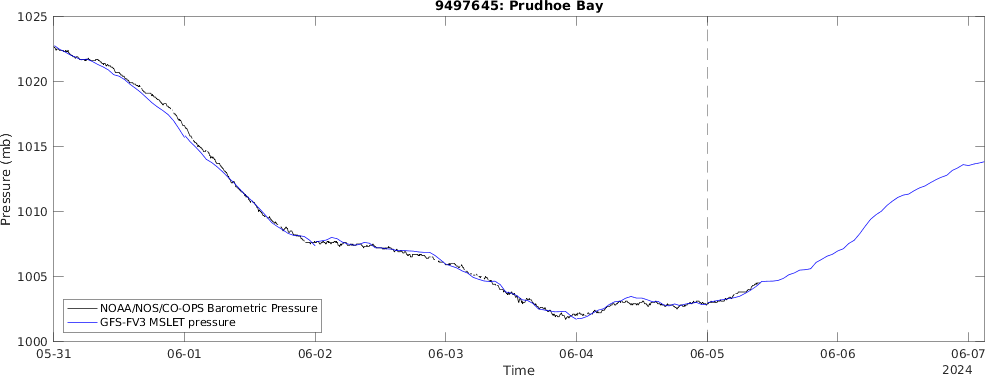 9497645: Prudhoe Bay
1025
1020
1015
1010
1005
1000
Pressure (mb)
NOAA/NOS/CO-OPS Barometric Pressure
GFS-FV3 MSLET pressure
05-31 06-01 06-02 06-03 06-04 06-05 06-06 06-07
Time
2024